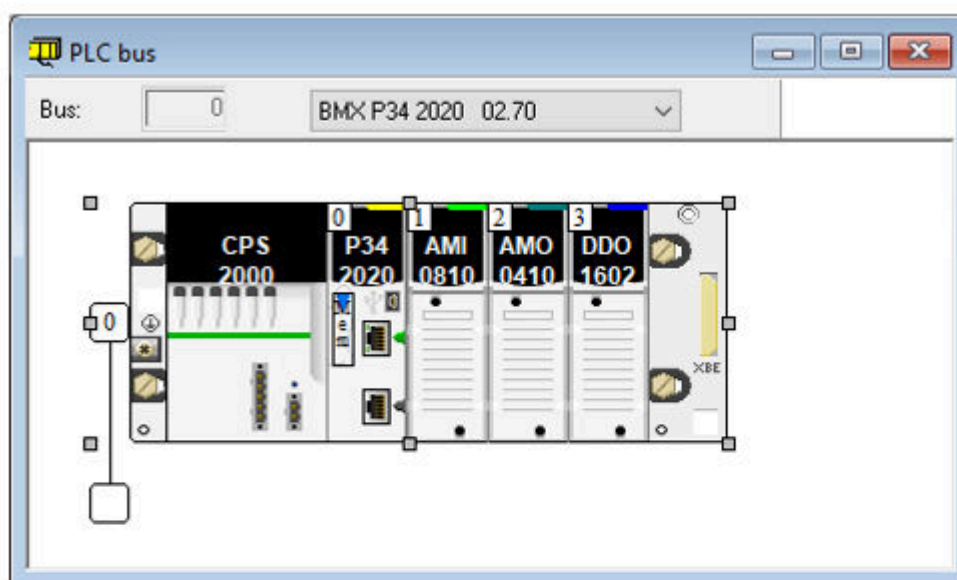 PLC bus
Bus:
0
BMX P34 2020 02.70
0
1
2
3
CPS
2000
P34
2020
AMI
0810
AMO
0410
DDO
1602
0
XBE